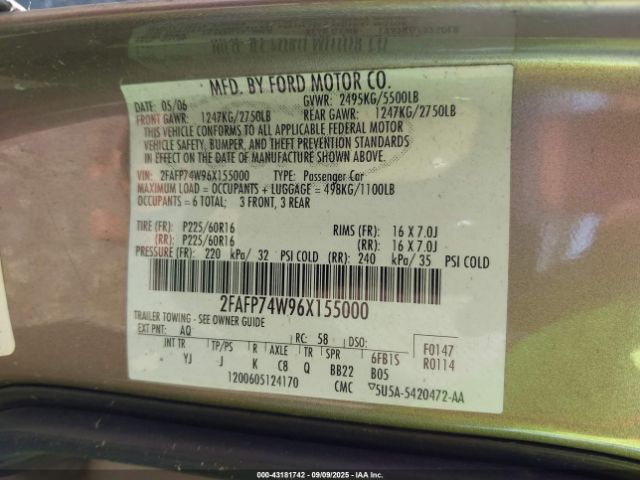 MFD. BY FORD MOTOR CO.
DATE: 05/06 GVWR: 2495KG/5500LB
FRONT GAWR: 1247KG/2750LB REAR GAWR: 1247KG/2750LB
THIS VEHICLE CONFORMS TO ALL APPLICABLE FEDERAL MOTOR
VEHICLE SAFETY, BUMPER, AND THEFT PREVENTION STANDARDS
IN EFFECT ON THE DATE OF MANUFACTURE SHOWN ABOVE.
VIN: 2FAFP74W96X155000 TYPE: Passenger Car
MAXIMUM LOAD = OCCUPANTS + LUGGAGE = 498KG/1100LB
OCCUPANTS = 6 TOTAL; 3 FRONT, 3 REAR
TIRE (FR): P225/60R16 RIMS (FR): 16 X 7.0J
(RR): P225/60R16 (RR): 16 X 7.0J
PRESSURE (FR): 220 kPa/ 32 PSI COLD (RR): 240 kPa/ 35 PSI COLD
2FAFP74W96X155000
TRAILER TOWING - SEE OWNER GUIDE
EXT PNT: AQ RC: 58 DSO: F0147
INT TR TP/PS R AXLE TR SPR 6FB1S R0114
YJ J K C8 Q BB22 B05
1200605124170 CMC 5U5A-5420472-AA
000-43181742 - 09/09/2025 - © IAA, Inc.